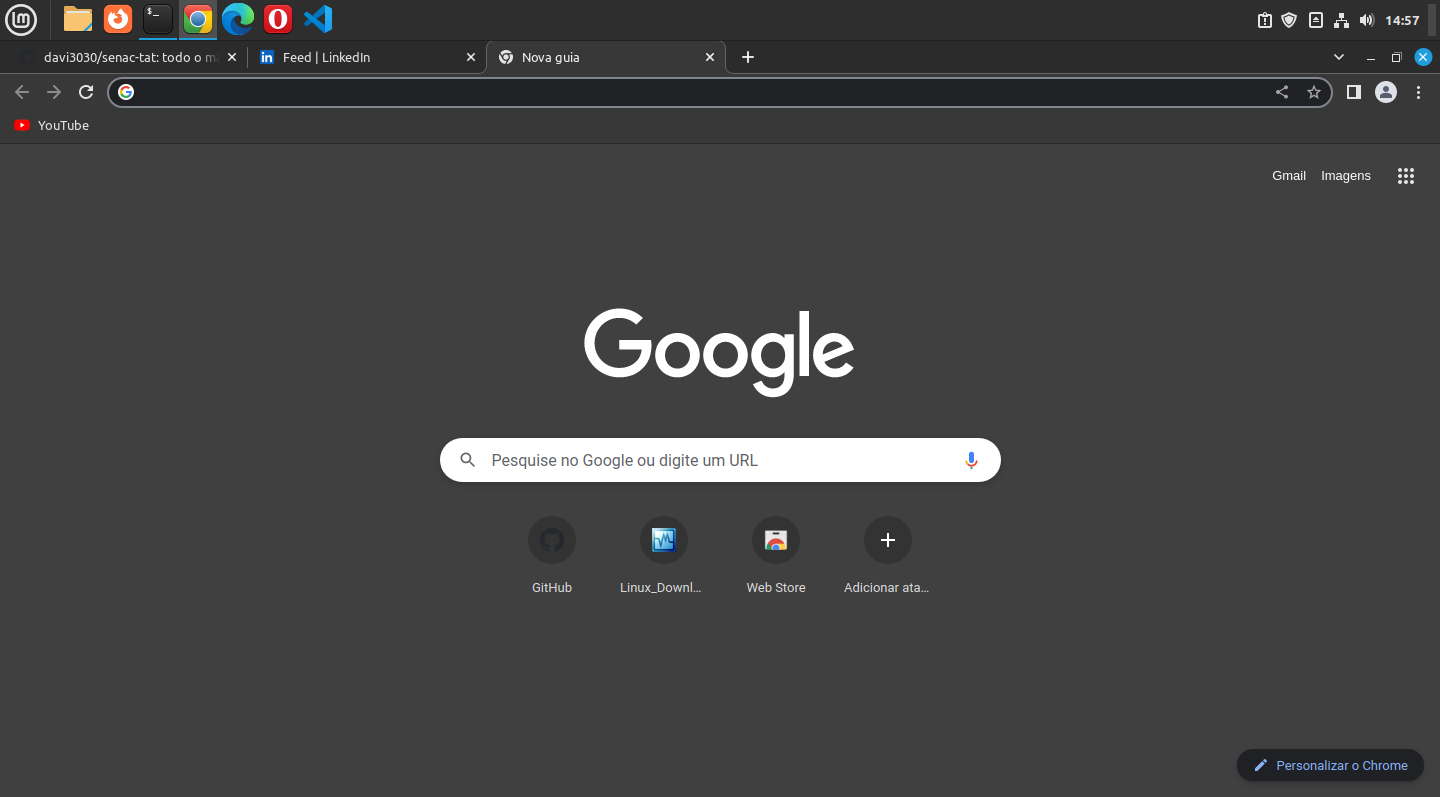 14:57
davi3030/senac-tat: todo o ma
Feed | LinkedIn
Nova guia
YouTube
Gmail
Imagens
Google
Pesquise no Google ou digite um URL
GitHub
Linux_Downl...
Web Store
Adicionar ata...
Personalizar o Chrome